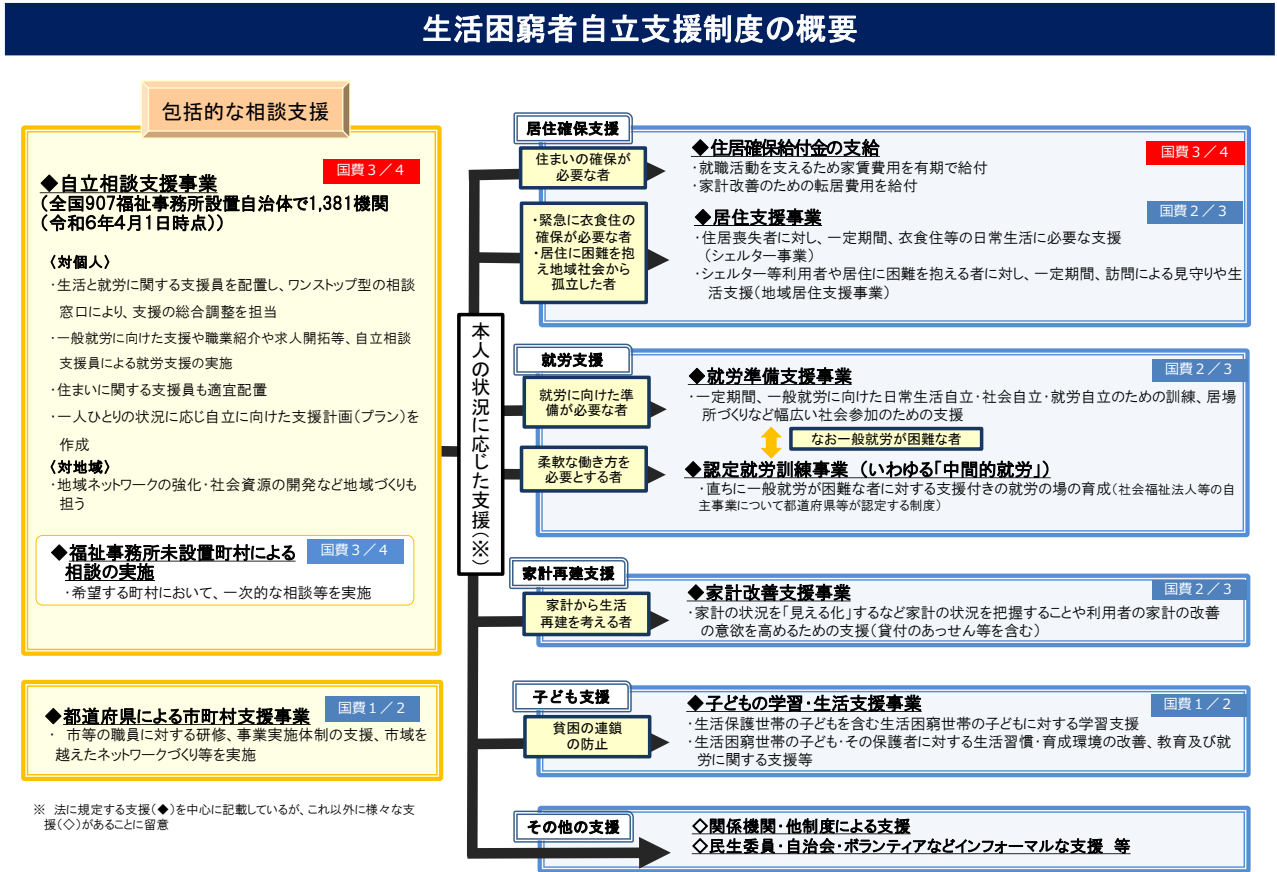 生活困窮者自立支援制度の概要
包括的な相談支援
国費３／４
◆自立相談支援事業
（全国907福祉事務所設置自治体で1,381機関
（令和6年4月1日時点））
〈対個人〉
・生活と就労に関する支援員を配置し、ワンストップ型の相談
窓口により、支援の総合調整を担当
・一般就労に向けた支援や職業紹介や求人開拓等、自立相談
支援員による就労支援の実施
・住まいに関する支援員も適宜配置
・一人ひとりの状況に応じ自立に向けた支援計画（プラン）を
作成
〈対地域〉
・地域ネットワークの強化・社会資源の開発など地域づくりも
担う
◆福祉事務所未設置町村による
相談の実施
国費３／４
・希望する町村において、一次的な相談等を実施
◆都道府県による市町村支援事業
国費１／２
・ 市等の職員に対する研修、事業実施体制の支援、市域を
越えたネットワークづくり等を実施
※ 法に規定する支援（◆）を中心に記載しているが、これ以外に様々な支
援（◇）があることに留意
本人の状況に応じた支援（※）
居住確保支援
住まいの確保が
必要な者
◆住居確保給付金の支給
国費３／４
・就職活動を支えるため家賃費用を有期で給付
・家計改善のための転居費用を給付
・緊急に衣食住の
確保が必要な者
・居住に困難を抱
え地域社会から
孤立した者
◆居住支援事業
国費２／３
・住居喪失者に対し、一定期間、衣食住等の日常生活に必要な支援
（シェルター事業）
・シェルター等利用者や居住に困難を抱える者に対し、一定期間、訪問による見守りや生
活支援（地域居住支援事業）
就労支援
就労に向けた準
備が必要な者
◆就労準備支援事業
国費２／３
・一定期間、一般就労に向けた日常生活自立・社会自立・就労自立のための訓練、居場
所づくりなど幅広い社会参加のための支援
なお一般就労が困難な者
柔軟な働き方を
必要とする者
◆認定就労訓練事業 （いわゆる「中間的就労」）
・直ちに一般就労が困難な者に対する支援付きの就労の場の育成（社会福祉法人等の自
主事業について都道府県等が認定する制度）
家計再建支援
家計から生活
再建を考える者
◆家計改善支援事業
国費２／３
・家計の状況を「見える化」するなど家計の状況を把握することや利用者の家計の改善
の意欲を高めるための支援（貸付のあっせん等を含む）
子ども支援
貧困の連鎖
の防止
◆子どもの学習・生活支援事業
国費１／２
・生活保護世帯の子どもを含む生活困窮世帯の子どもに対する学習支援
・生活困窮世帯の子ども・その保護者に対する生活習慣・育成環境の改善、教育及び就
労に関する支援等
その他の支援
◇関係機関・他制度による支援
◇民生委員・自治会・ボランティアなどインフォーマルな支援 等